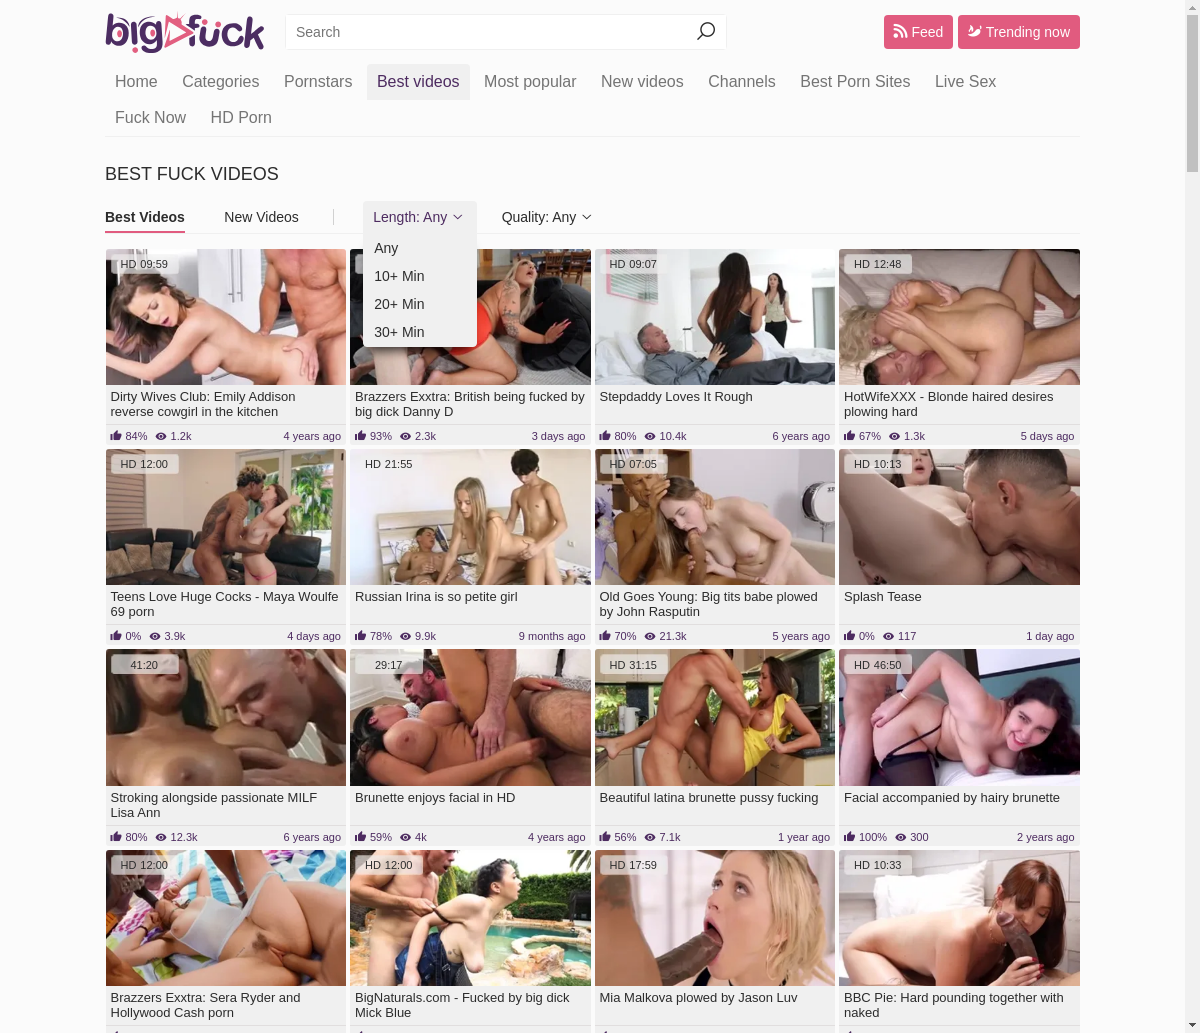 bigfuck
Search
Feed
Trending now
Home Categories Pornstars Best videos Most popular New videos Channels Best Porn Sites Live Sex
Fuck Now HD Porn
BEST FUCK VIDEOS
Best Videos New Videos Length: Any Quality: Any
Any
10+ Min
20+ Min
30+ Min
HD 09:59
HD 09:07
HD 12:48
Dirty Wives Club: Emily Addison
reverse cowgirl in the kitchen
84% 1.2k 4 years ago
Brazzers Exxtra: British being fucked by
big dick Danny D
93% 2.3k 3 days ago
Stepdaddy Loves It Rough
80% 10.4k 6 years ago
HotWifeXXX - Blonde haired desires
plowing hard
67% 1.3k 5 days ago
HD 12:00
HD 21:55
HD 07:05
HD 10:13
Teens Love Huge Cocks - Maya Woulfe
69 porn
0% 3.9k 4 days ago
Russian Irina is so petite girl
78% 9.9k 9 months ago
Old Goes Young: Big tits babe plowed
by John Rasputin
70% 21.3k 5 years ago
Splash Tease
0% 117 1 day ago
41:20
29:17
HD 31:15
HD 46:50
Stroking alongside passionate MILF
Lisa Ann
80% 12.3k 6 years ago
Brunette enjoys facial in HD
59% 4k 4 years ago
Beautiful latina brunette pussy fucking
56% 7.1k 1 year ago
Facial accompanied by hairy brunette
100% 300 2 years ago
HD 12:00
HD 12:00
HD 17:59
HD 10:33
Brazzers Exxtra: Sera Ryder and
Hollywood Cash porn
BigNaturals.com - Fucked by big dick
Mick Blue
Mia Malkova plowed by Jason Luv
BBC Pie: Hard pounding together with
naked